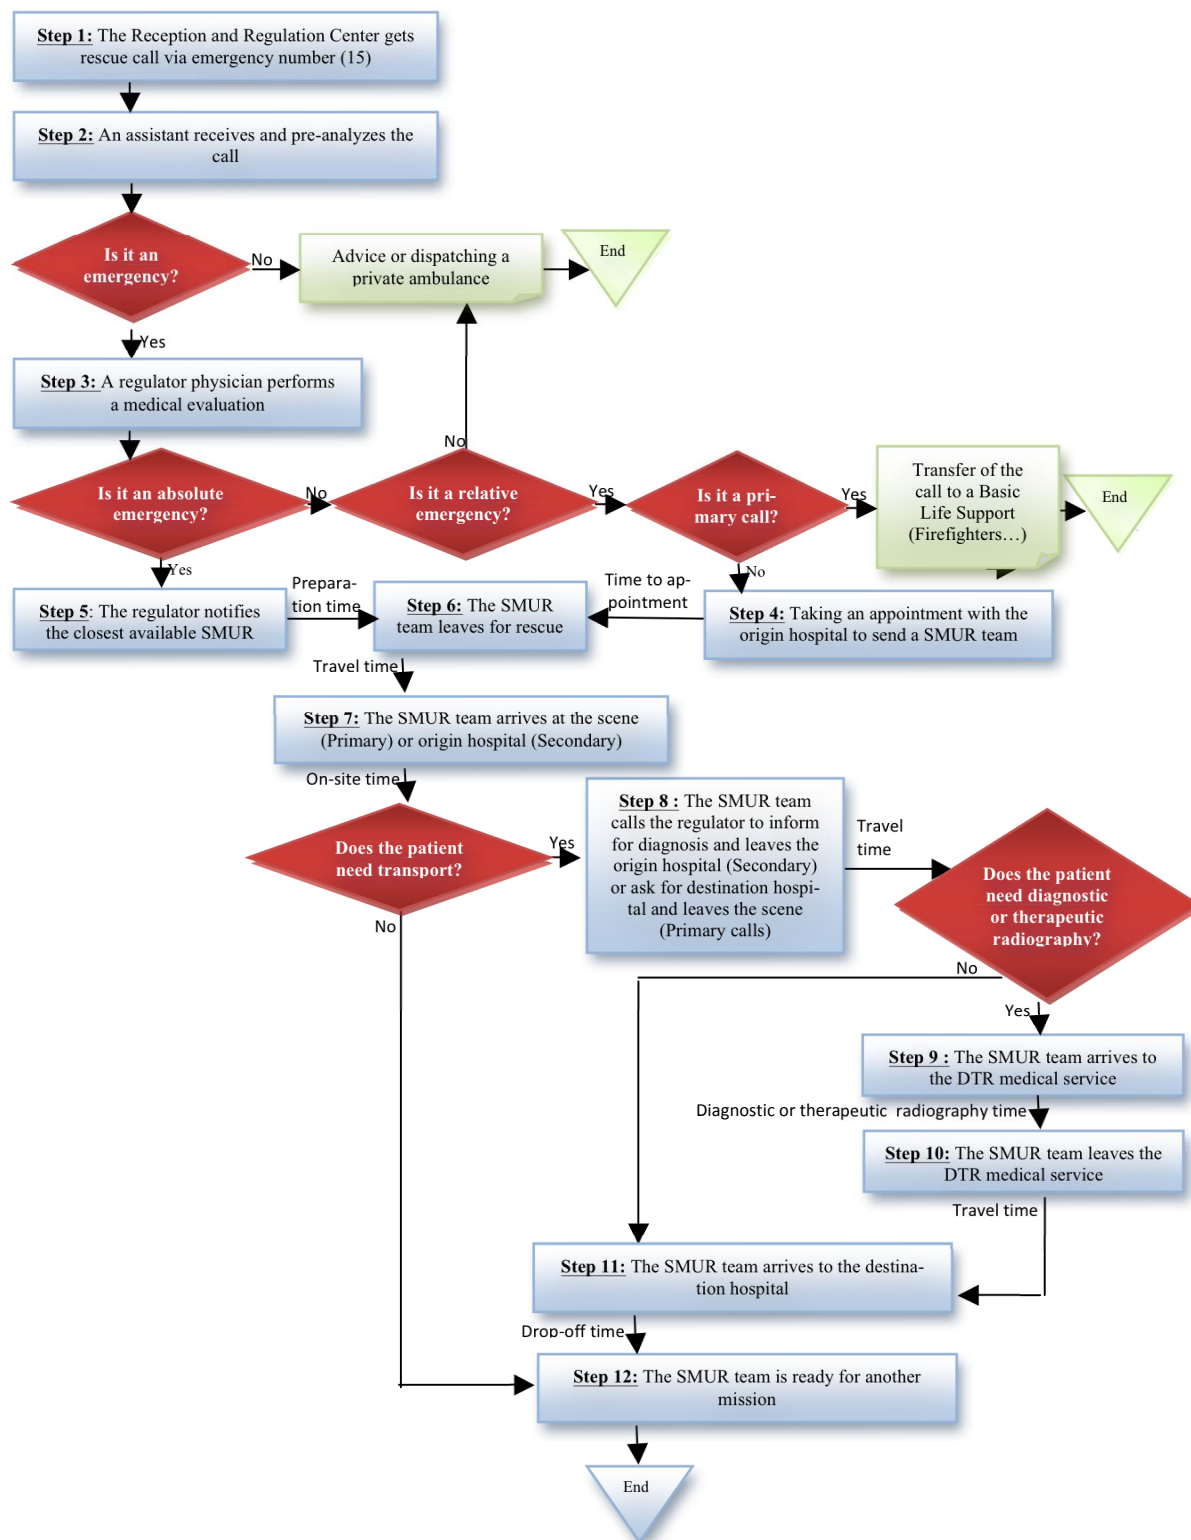 Step 1: The Reception and Regulation Center gets
rescue call via emergency number (15)
Step 2: An assistant receives and pre-analyzes the
call
Is it an
emergency?
No
Advice or dispatching a
private ambulance
End
Yes
Step 3: A regulator physician performs
a medical evaluation
No
Is it an absolute
emergency?
No
Is it a relative
emergency?
Yes
Is it a pri-
mary call?
Yes
Transfer of the
call to a Basic
Life Support
(Firefighters…)
End
Yes
No
Step 5: The regulator notifies
the closest available SMUR
Prepara-
tion time
Step 6: The SMUR
team leaves for rescue
Time to ap-
pointment
Step 4: Taking an appointment with the
origin hospital to send a SMUR team
Travel time
Step 7: The SMUR team arrives at the scene
(Primary) or origin hospital (Secondary)
On-site time
Does the patient
need transport?
Yes
Step 8 : The SMUR team
calls the regulator to inform
for diagnosis and leaves the
origin hospital (Secondary)
or ask for destination hospi-
tal and leaves the scene
(Primary calls)
Travel
time
Does the patient
need diagnostic
or therapeutic
radiography?
No
No
Yes
Step 9 : The SMUR team arrives to
the DTR medical service
Diagnostic or therapeutic radiography time
Step 10: The SMUR team leaves the
DTR medical service
Travel time
Step 11: The SMUR team arrives to the destina-
tion hospital
Drop-off time
Step 12: The SMUR team is ready for another
mission
End